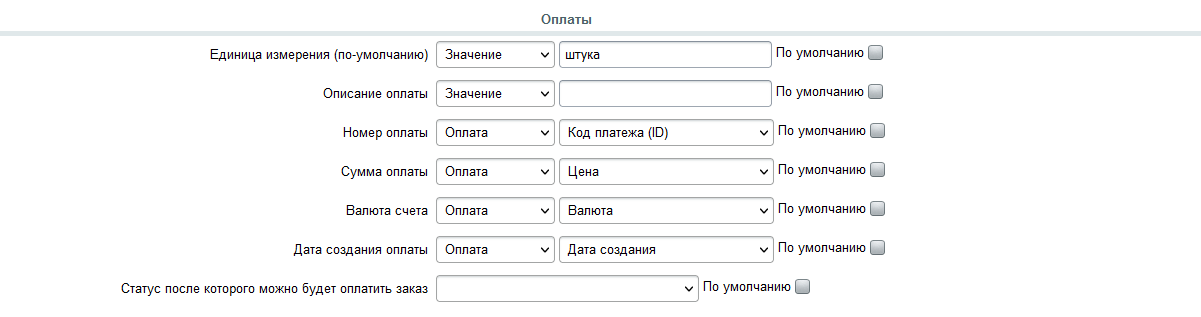 Оплаты
Единица измерения (по-умолчанию) Значение штука По умолчанию
Описание оплаты Значение По умолчанию
Номер оплаты Оплата Код платежа (ID) По умолчанию
Сумма оплаты Оплата Цена По умолчанию
Валюта счета Оплата Валюта По умолчанию
Дата создания оплаты Оплата Дата создания По умолчанию
Статус после которого можно будет оплатить заказ По умолчанию